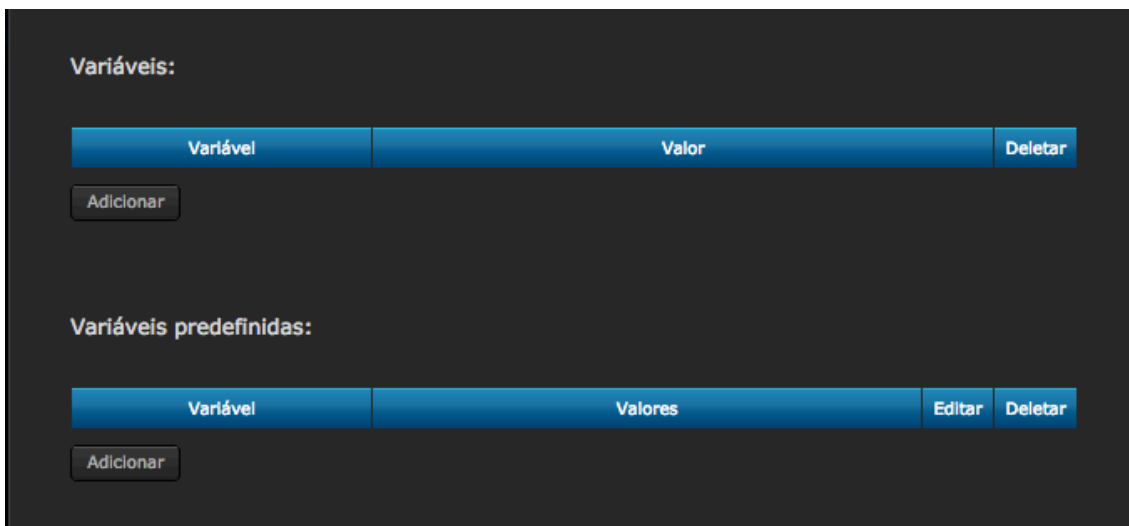 Variáveis:
Variável Valor Deletar
Adicionar
Variáveis predefinidas:
Variável Valores Editar Deletar
Adicionar